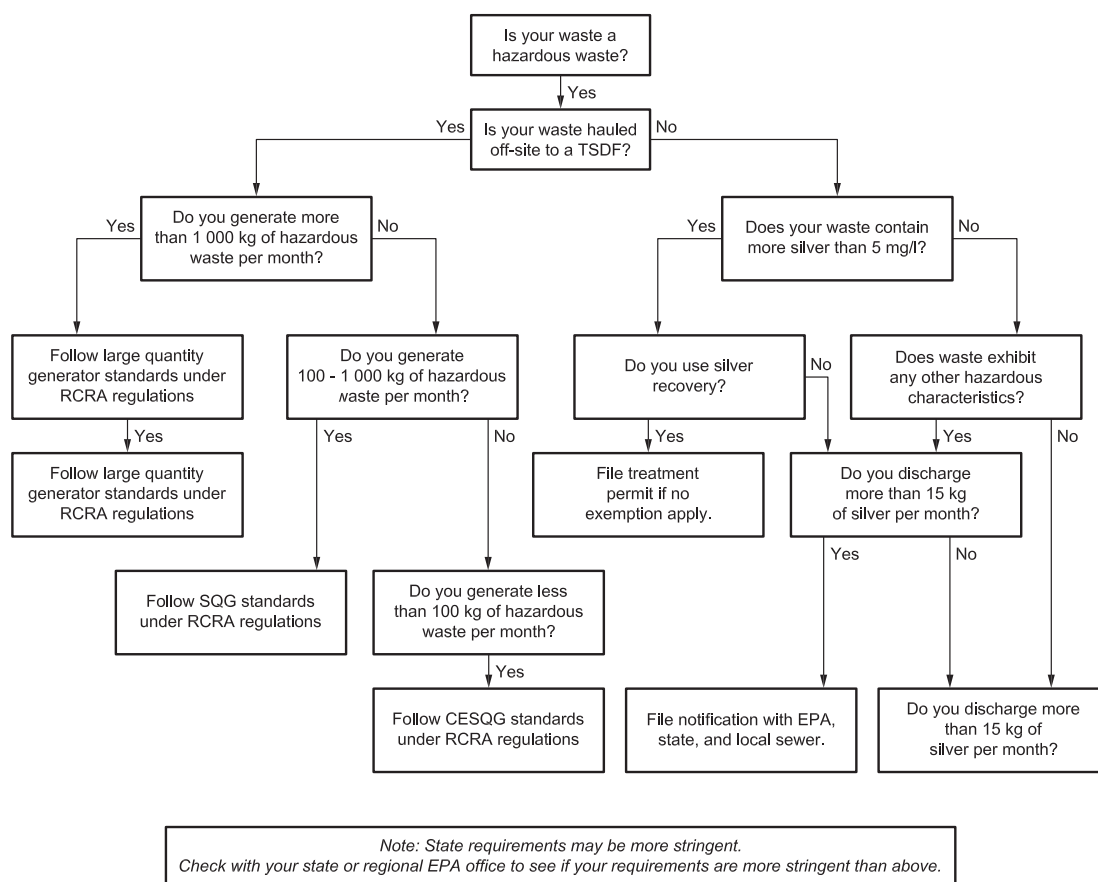 Is your waste a
hazardous waste?
Yes
Is your waste hauled
off-site to a TSDF?
Yes
No
Do you generate more
than 1 000 kg of hazardous
waste per month?
Yes
No
Does your waste contain
more silver than 5 mg/l?
Yes
No
Follow large quantity
generator standards under
RCRA regulations
Do you generate
100 - 1 000 kg of hazardous
waste per month?
Do you use silver
recovery?
No
Does waste exhibit
any other hazardous
characteristics?
Yes
Yes
No
Yes
Yes
No
Follow large quantity
generator standards under
RCRA regulations
File treatment
permit if no
exemption apply.
Do you discharge
more than 15 kg
of silver per month?
Yes
No
Follow SQG standards
under RCRA regulations
Do you generate less
than 100 kg of hazardous
waste per month?
Yes
Follow CESQG standards
under RCRA regulations
File notification with EPA,
state, and local sewer.
Do you discharge more
than 15 kg of
silver per month?
Note: State requirements may be more stringent.
Check with your state or regional EPA office to see if your requirements are more stringent than above.